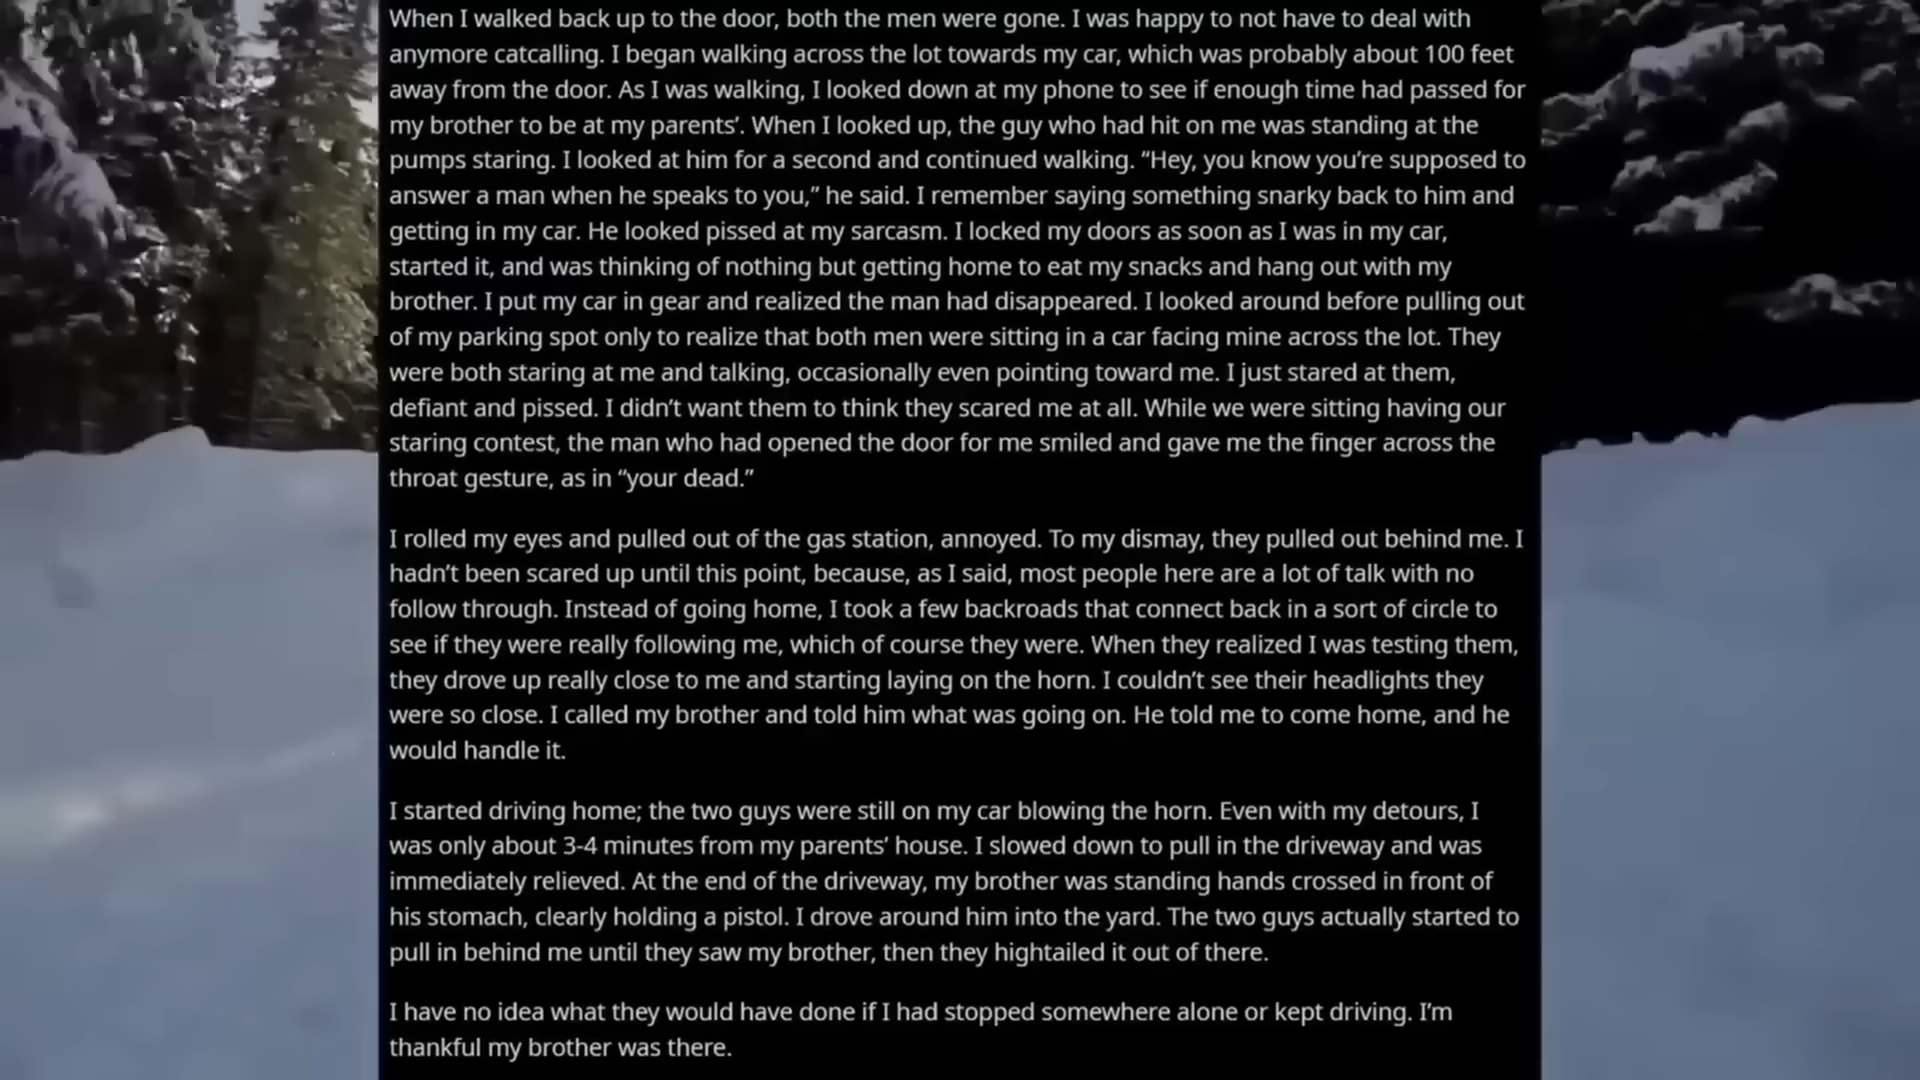 When I walked back up to the door, both the men were gone. I was happy to not have to deal with
anymore catcalling. I began walking across the lot towards my car, which was probably about 100 feet
away from the door. As I was walking, I looked down at my phone to see if enough time had passed for
my brother to be at my parents’. When I looked up, the guy who had hit on me was standing at the
pumps staring. I looked at him for a second and continued walking. “Hey, you know you’re supposed to
answer a man when he speaks to you,” he said. I remember saying something snarky back to him and
getting in my car. He looked pissed at my sarcasm. I locked my doors as soon as I was in my car,
started it, and was thinking of nothing but getting home to eat my snacks and hang out with my
brother. I put my car in gear and realized the man had disappeared. I looked around before pulling out
of my parking spot only to realize that both men were sitting in a car facing mine across the lot. They
were both staring at me and talking, occasionally even pointing toward me. I just stared at them,
defiant and pissed. I didn’t want them to think they scared me at all. While we were sitting having our
staring contest, the man who had opened the door for me smiled and gave me the finger across the
throat gesture, as in “your dead.”
I rolled my eyes and pulled out of the gas station, annoyed. To my dismay, they pulled out behind me. I
hadn’t been scared up until this point, because, as I said, most people here are a lot of talk with no
follow through. Instead of going home, I took a few backroads that connect back in a sort of circle to
see if they were really following me, which of course they were. When they realized I was testing them,
they drove up really close to me and starting laying on the horn. I couldn’t see their headlights they
were so close. I called my brother and told him what was going on. He told me to come home, and he
would handle it.
I started driving home; the two guys were still on my car blowing the horn. Even with my detours, I
was only about 3-4 minutes from my parents’ house. I slowed down to pull in the driveway and was
immediately relieved. At the end of the driveway, my brother was standing hands crossed in front of
his stomach, clearly holding a pistol. I drove around him into the yard. The two guys actually started to
pull in behind me until they saw my brother, then they hightailed it out of there.
I have no idea what they would have done if I had stopped somewhere alone or kept driving. I’m
thankful my brother was there.